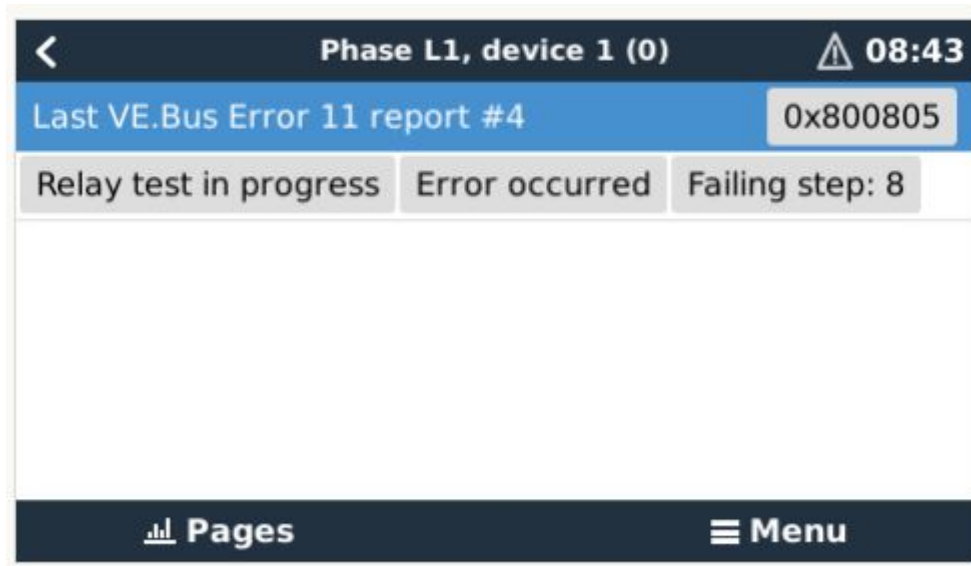 Phase L1, device 1 (0) 08:43
Last VE.Bus Error 11 report #4 0x800805
Relay test in progress Error occurred Failing step: 8
Pages Menu